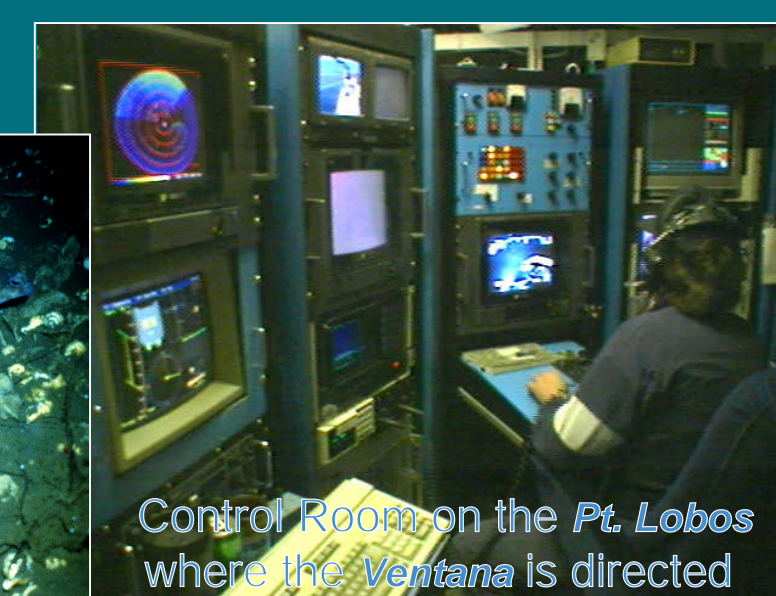 Control Room on the Pt. Lobos
where the Ventana is directed